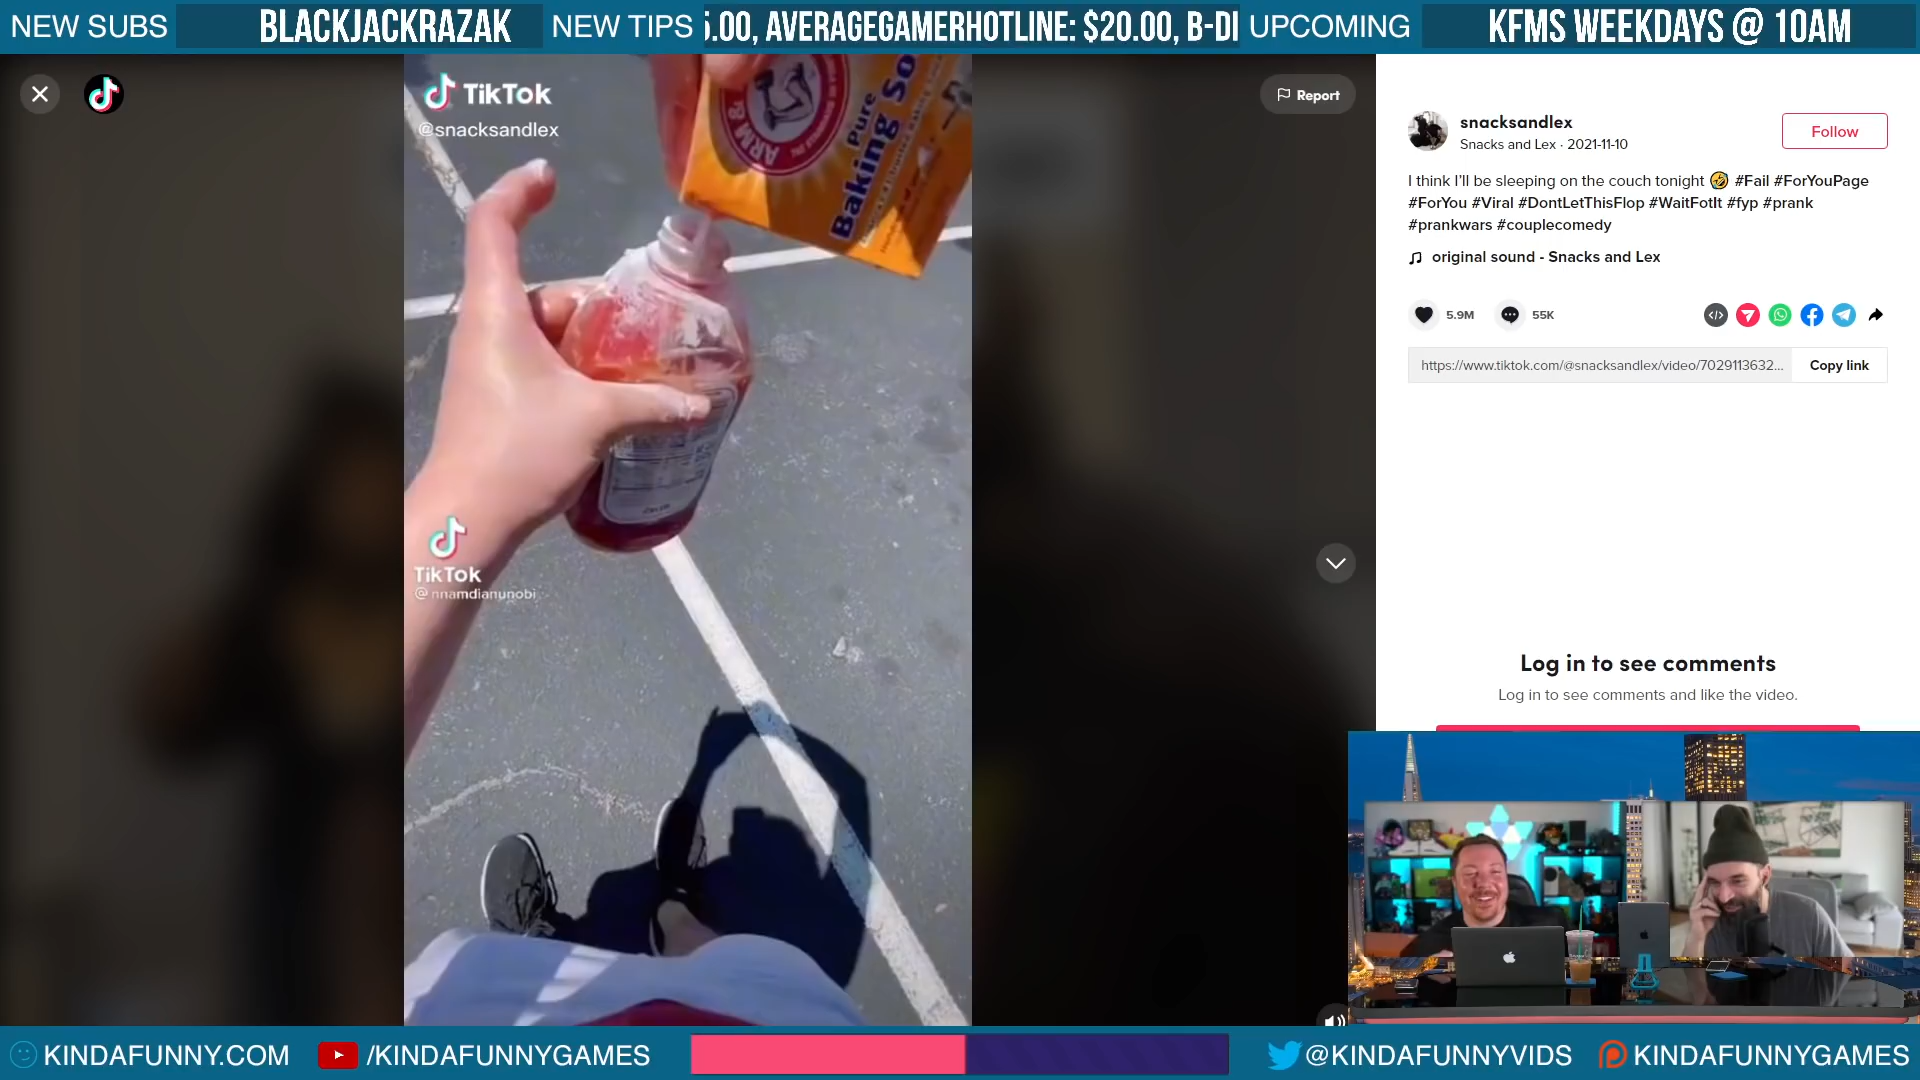 NEW SUBS
BLACKJACKRAZAK
NEW TIPS
5.00, AVERAGEGAMERHOTLINE: $20.00, B-DI
UPCOMING
KFMS WEEKDAYS @ 10AM
TikTok
@snacksandlex
ARM &
Pure
Baking So
Report
snacksandlex
Snacks and Lex · 2021-11-10
Follow
I think I'll be sleeping on the couch tonight 🤣 #Fail #ForYouPage
#ForYou #Viral #DontLetThisFlop #WaitFotIt #fyp #prank
#prankwars #couplecomedy
original sound - Snacks and Lex
5.9M
55K
https://www.tiktok.com/@snacksandlex/video/7029113632...
Copy link
TikTok
@nnamdianunobi
Log in to see comments
Log in to see comments and like the video.
KINDAFUNNY.COM
/KINDAFUNNYGAMES
@KINDAFUNNYVIDS
KINDAFUNNYGAMES